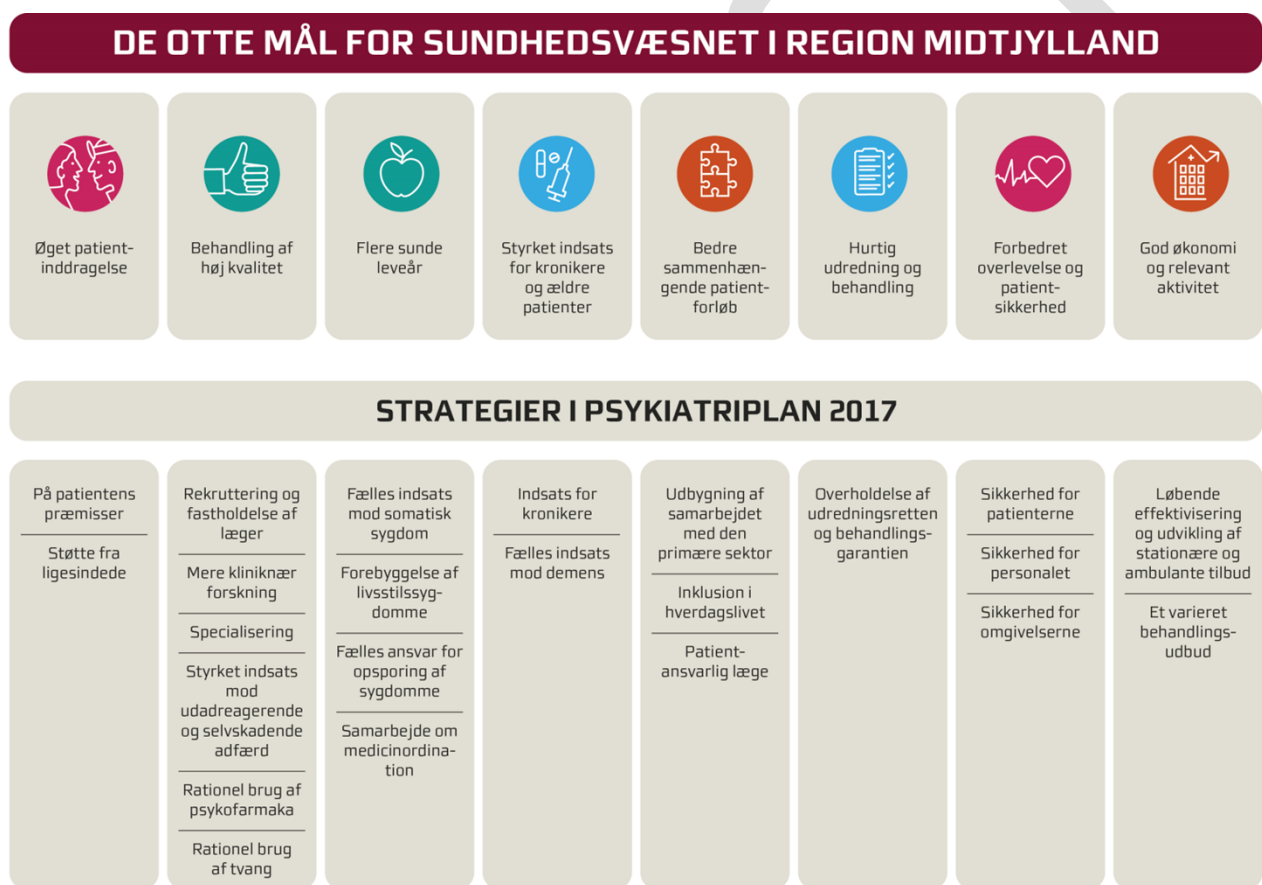 DE OTTE MÅL FOR SUNDHEDSVÆSNET I REGION MIDTJYLLAND
Øget patient-
inddragelse
Behandling af
høj kvalitet
Flere sunde
leveår
Styrket indsats
for kronikere
og ældre
patienter
Bedre
sammenhæn-
gende patient-
forløb
Hurtig
udredning og
behandling
Forbedret
overlevelse og
patient-
sikkerhed
God økonomi
og relevant
aktivitet
STRATEGIER I PSYKIATRIPLAN 2017
På patientens
præmisser
Støtte fra
ligesindede
Rekruttering og
fastholdelse af
læger
Mere kliniknær
forskning
Specialisering
Styrket indsats
mod
udadreagerende
og selvskadende
adfærd
Rationel brug af
psykofarmaka
Rationel brug
af tvang
Fælles indsats
mod somatisk
sygdom
Forebyggelse af
livsstilssyg-
domme
Fælles ansvar for
opsporing af
sygdomme
Samarbejde om
medicinordina-
tion
Indsats for
kronikere
Fælles indsats
mod demens
Udbygning af
samarbejdet
med den
primære sektor
Inklusion i
hverdagslivet
Patient-
ansvarlig læge
Overholdelse af
udredningsretten
og behandlings-
garantien
Sikkerhed for
patienterne
Sikkerhed for
personalet
Sikkerhed for
omgivelserne
Løbende
effektivisering
og udvikling af
stationære og
ambulante tilbud
Et varieret
behandlings-
udbud